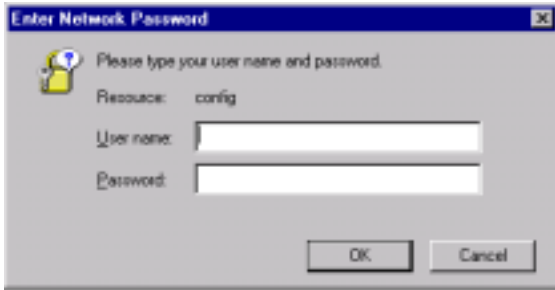 Enter Network Password
Please type your user name and password.
Resource: config
User name:
Password:
OK Cancel